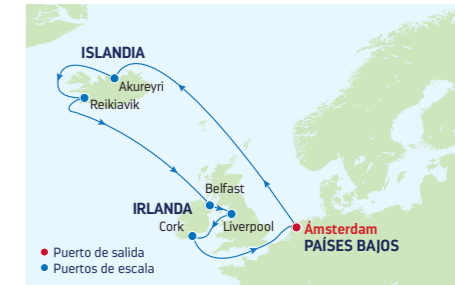 ISLANDIA
Akureyri
Reikiavik
Belfast
IRLANDA
Cork
Liverpool
Ámsterdam
PAÍSES BAJOS
Puerto de salida
Puertos de escala